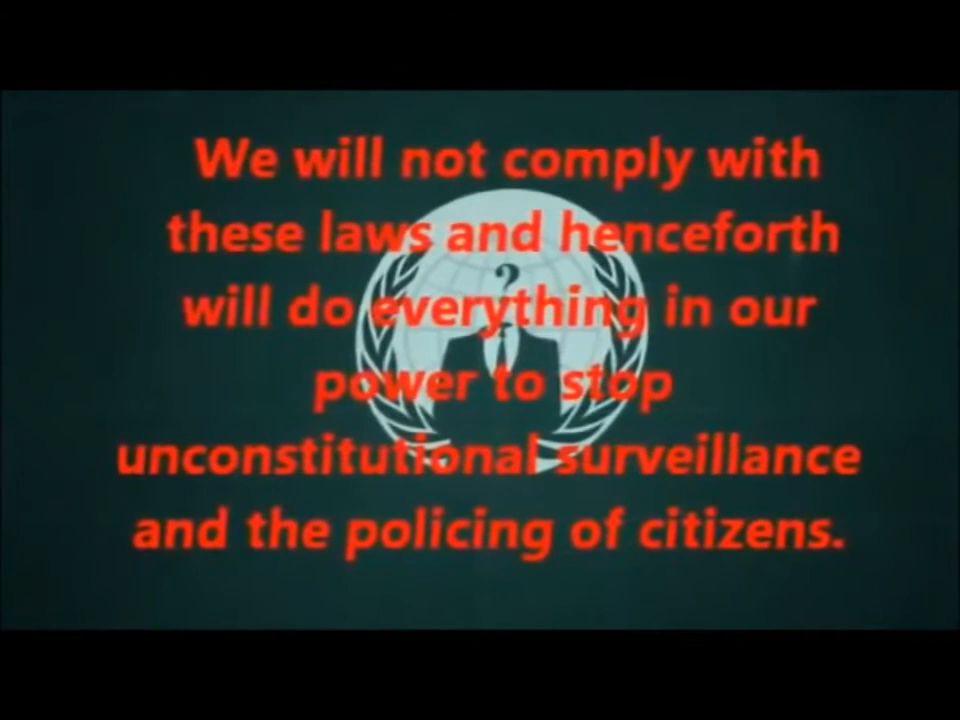 We will not comply with
these laws and henceforth
will do everything in our
power to stop
unconstitutional surveillance
and the policing of citizens.
?